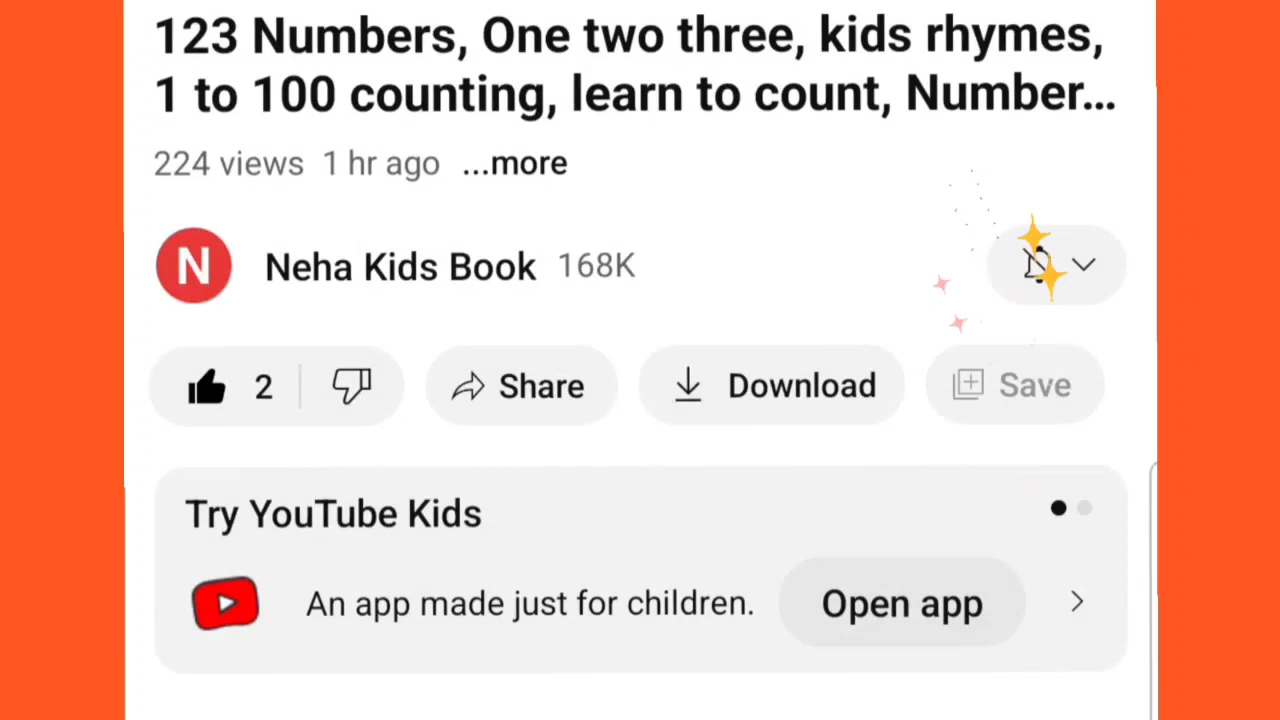 123 Numbers, One two three, kids rhymes,
1 to 100 counting, learn to count, Number...
224 views 1 hr ago ...more
N Neha Kids Book 168K
2 Share Download Save
Try YouTube Kids
An app made just for children. Open app